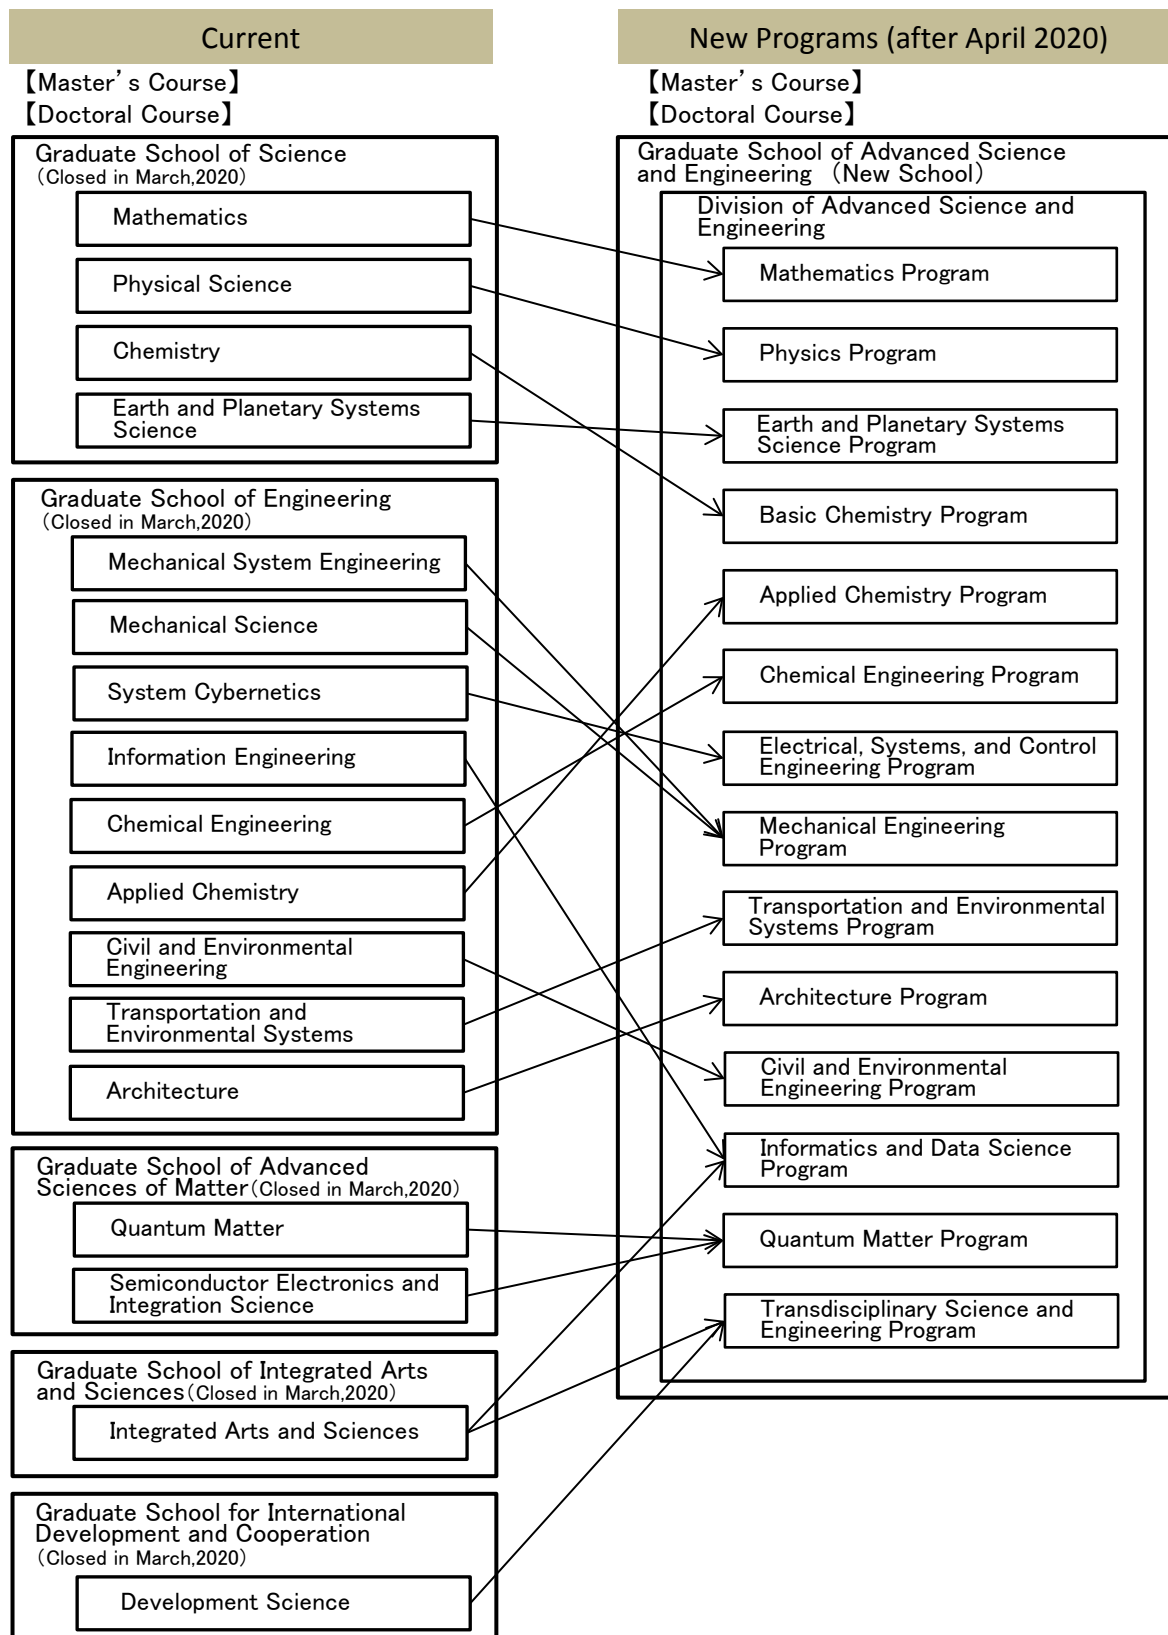 Current
【Master’s Course】
【Doctoral Course】
Graduate School of Science
(Closed in March,2020)
Mathematics
Physical Science
Chemistry
Earth and Planetary Systems
Science
Graduate School of Engineering
(Closed in March,2020)
Mechanical System Engineering
Mechanical Science
System Cybernetics
Information Engineering
Chemical Engineering
Applied Chemistry
Civil and Environmental
Engineering
Transportation and
Environmental Systems
Architecture
Graduate School of Advanced
Sciences of Matter(Closed in March,2020)
Quantum Matter
Semiconductor Electronics and
Integration Science
Graduate School of Integrated Arts
and Sciences(Closed in March,2020)
Integrated Arts and Sciences
Graduate School for International
Development and Cooperation
(Closed in March,2020)
Development Science
New Programs (after April 2020)
【Master’s Course】
【Doctoral Course】
Graduate School of Advanced Science
and Engineering (New School)
Division of Advanced Science and
Engineering
Mathematics Program
Physics Program
Earth and Planetary Systems
Science Program
Basic Chemistry Program
Applied Chemistry Program
Chemical Engineering Program
Electrical, Systems, and Control
Engineering Program
Mechanical Engineering
Program
Transportation and Environmental
Systems Program
Architecture Program
Civil and Environmental
Engineering Program
Informatics and Data Science
Program
Quantum Matter Program
Transdisciplinary Science and
Engineering Program